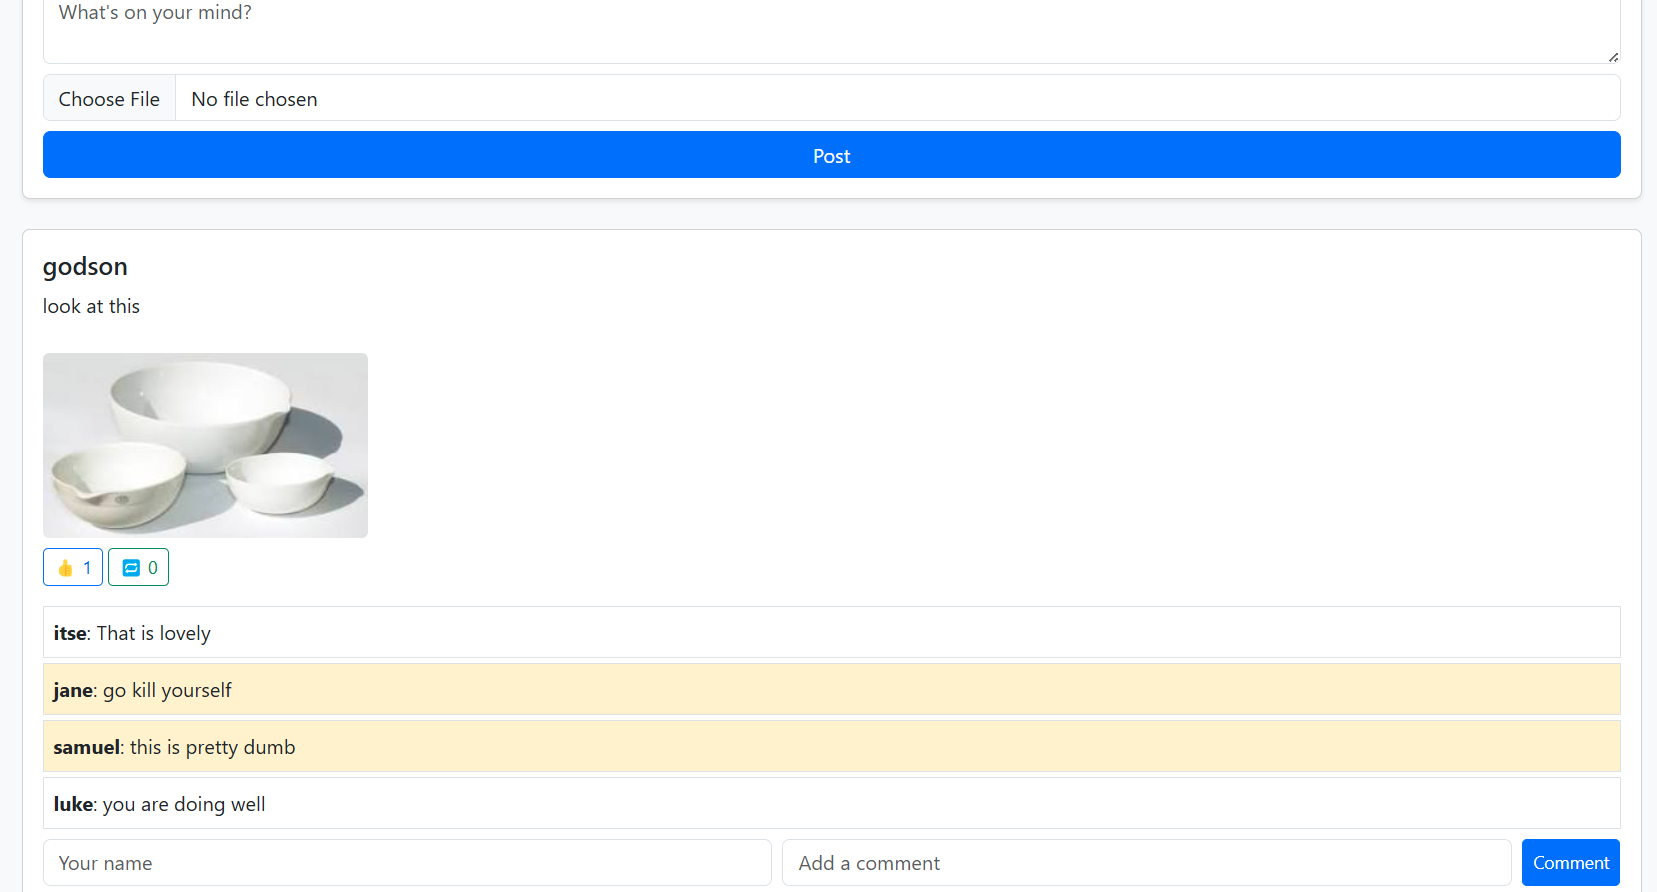 What's on your mind?
Choose File No file chosen
Post
godson
look at this
👍 1 🔁 0
itse: That is lovely
jane: go kill yourself
samuel: this is pretty dumb
luke: you are doing well
Your name Add a comment Comment